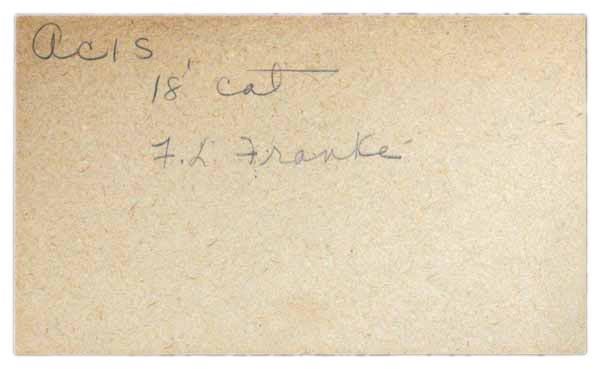 Acis
18' cat
F.L Franke